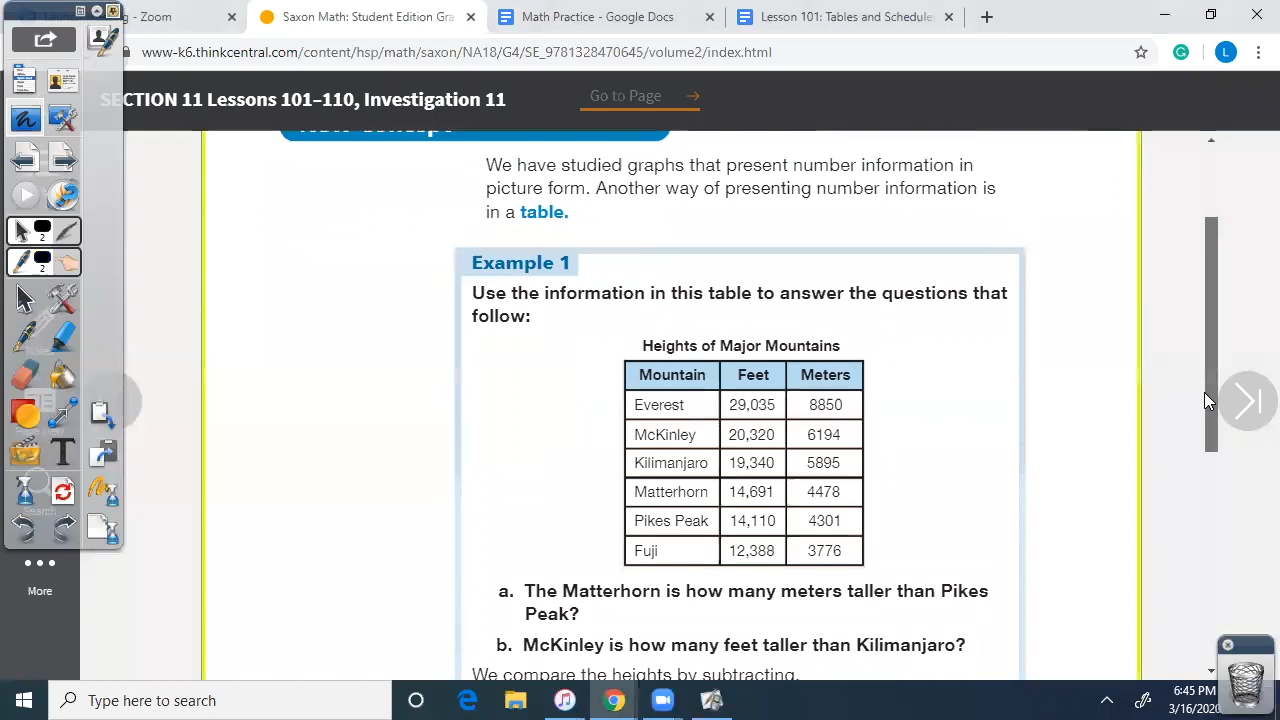 - Zoom
Saxon Math: Student Edition Gr
ctice - Google Docs
on 101: Tables and Schedule
www-k6.thinkcentral.com/content/hsp/math/saxon/NA18/G4/SE_9781328470645/volume2/index.html
L
SECTION 11 Lessons 101–110, Investigation 11
Go to Page
We have studied graphs that present number information in
picture form. Another way of presenting number information is
in a table.
Example 1
Use the information in this table to answer the questions that
follow:
Heights of Major Mountains
Mountain Feet Meters
Everest 29,035 8850
McKinley 20,320 6194
Kilimanjaro 19,340 5895
Matterhorn 14,691 4478
Pikes Peak 14,110 4301
Fuji 12,388 3776
a. The Matterhorn is how many meters taller than Pikes
Peak?
b. McKinley is how many feet taller than Kilimanjaro?
We compare the heights by subtracting.
2
2
T
Search
More
Type here to search
6:45 PM
3/16/2020